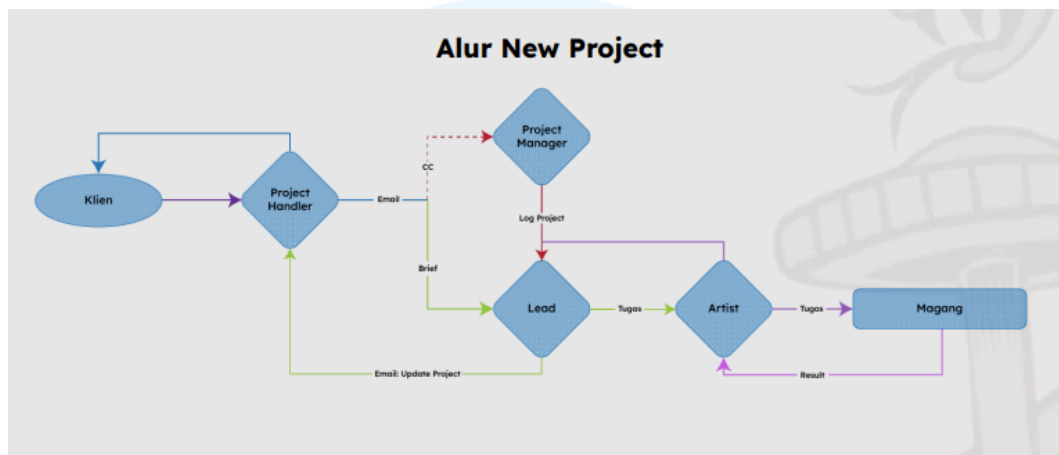 Alur New Project
Project
Manager
CC
Klien
Project
Handler
Email
Log Project
Brief
Lead
Tugas
Artist
Tugas
Magang
Email: Update Project
Result